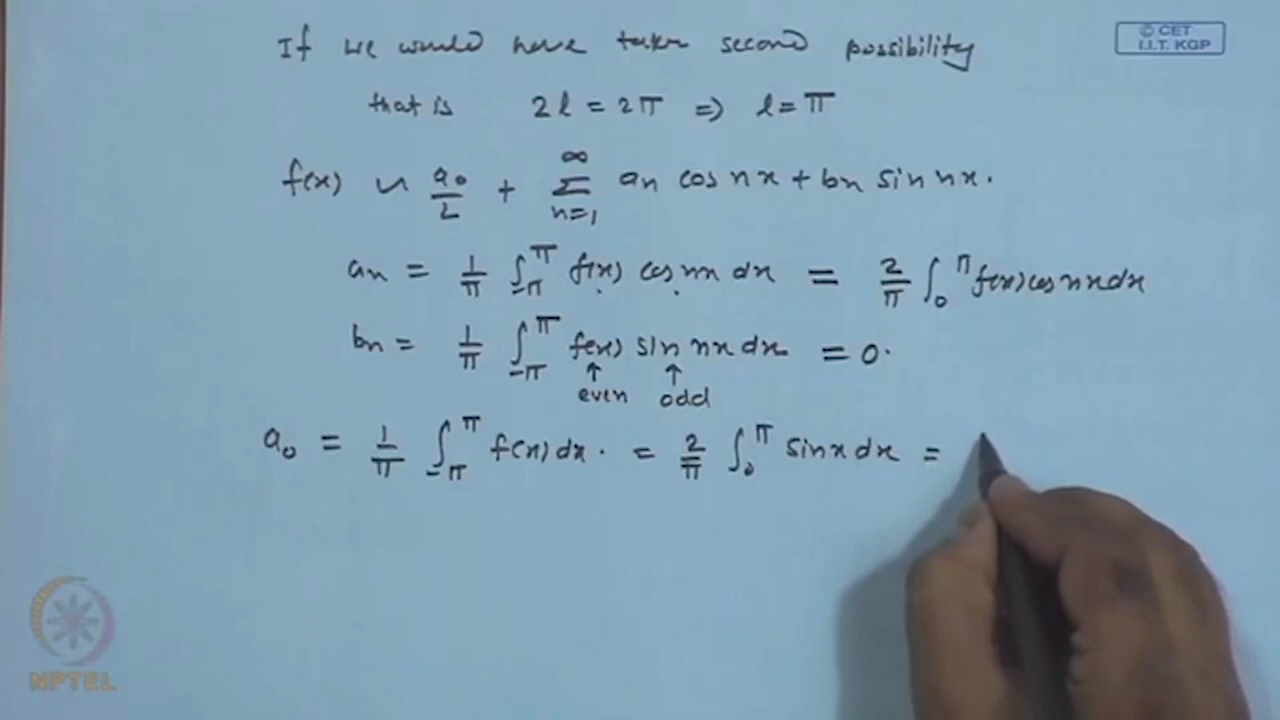 © CET
I.I.T. KGP
If we would have taken second possibility
that is 2l = 2π ⇒ l = π
f(x) ∽ a₀/2 + ∑_{n=1}^{∞} an cos nx + bn sin nx.
an = 1/π ∫_{-π}^{π} f(x) cos nx dx = 2/π ∫_0^π f(x) cos nx dx
bn = 1/π ∫_{-π}^{π} f(x) sin nx dx = 0.
↑ ↑
even odd
a₀ = 1/π ∫_{-π}^{π} f(x) dx. = 2/π ∫_0^π sin x dx =
NPTEL